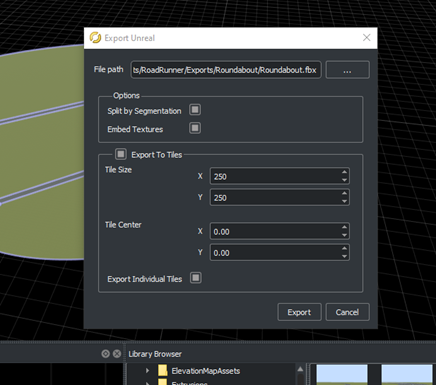 Export Unreal
File path ts/RoadRunner/Exports/Roundabout/Roundabout.fbx ...
Options
Split by Segmentation
Embed Textures
Export To Tiles
Tile Size X 250
Y 250
Tile Center X 0.00
Y 0.00
Export Individual Tiles
Export Cancel
Library Browser
ElevationMapAssets
Extrusions